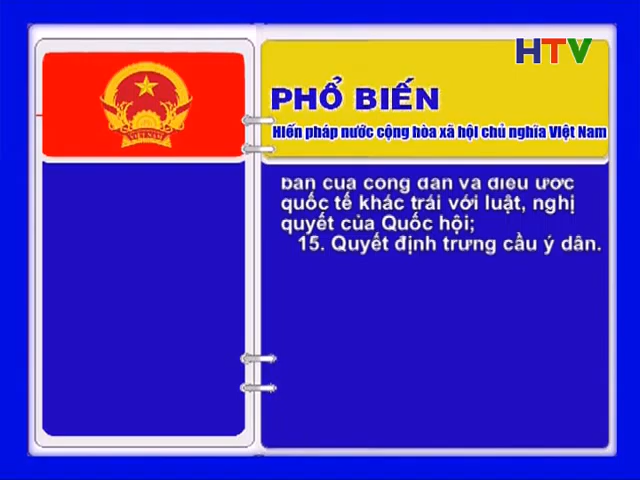 HTV
PHỔ BIẾN
Hiến pháp nước cộng hòa xã hội chủ nghĩa Việt Nam
bản của công dân và điều ước
quốc tế khác trái với luật, nghị
quyết của Quốc hội;
15. Quyết định trưng cầu ý dân.